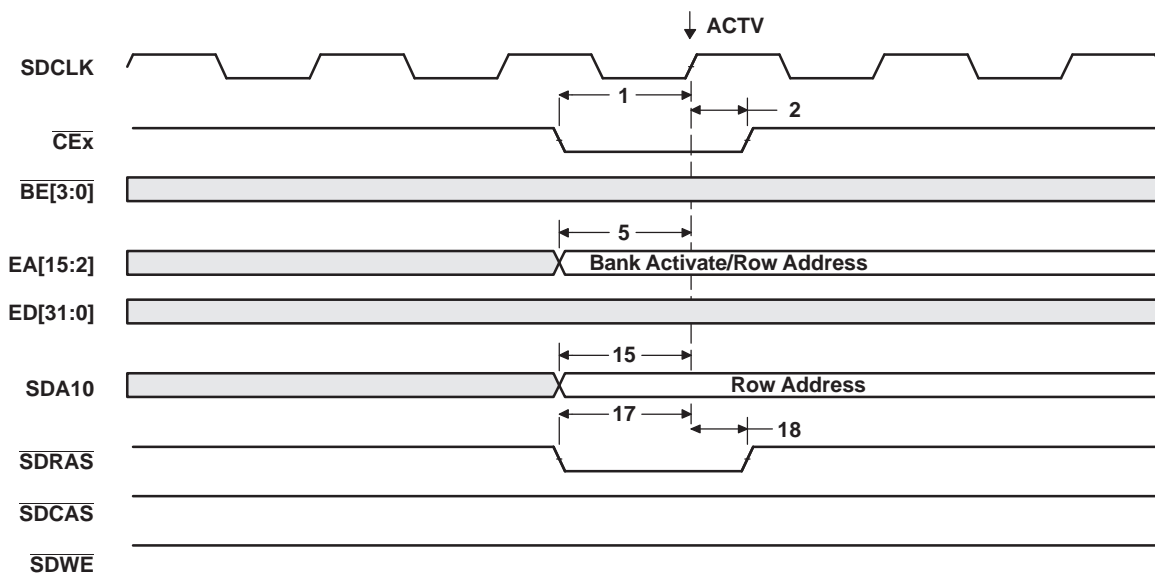 ACTV
SDCLK
1
2
CEx
BE[3:0]
5
EA[15:2]
Bank Activate/Row Address
ED[31:0]
15
SDA10
Row Address
17
18
SDRAS
SDCAS
SDWE